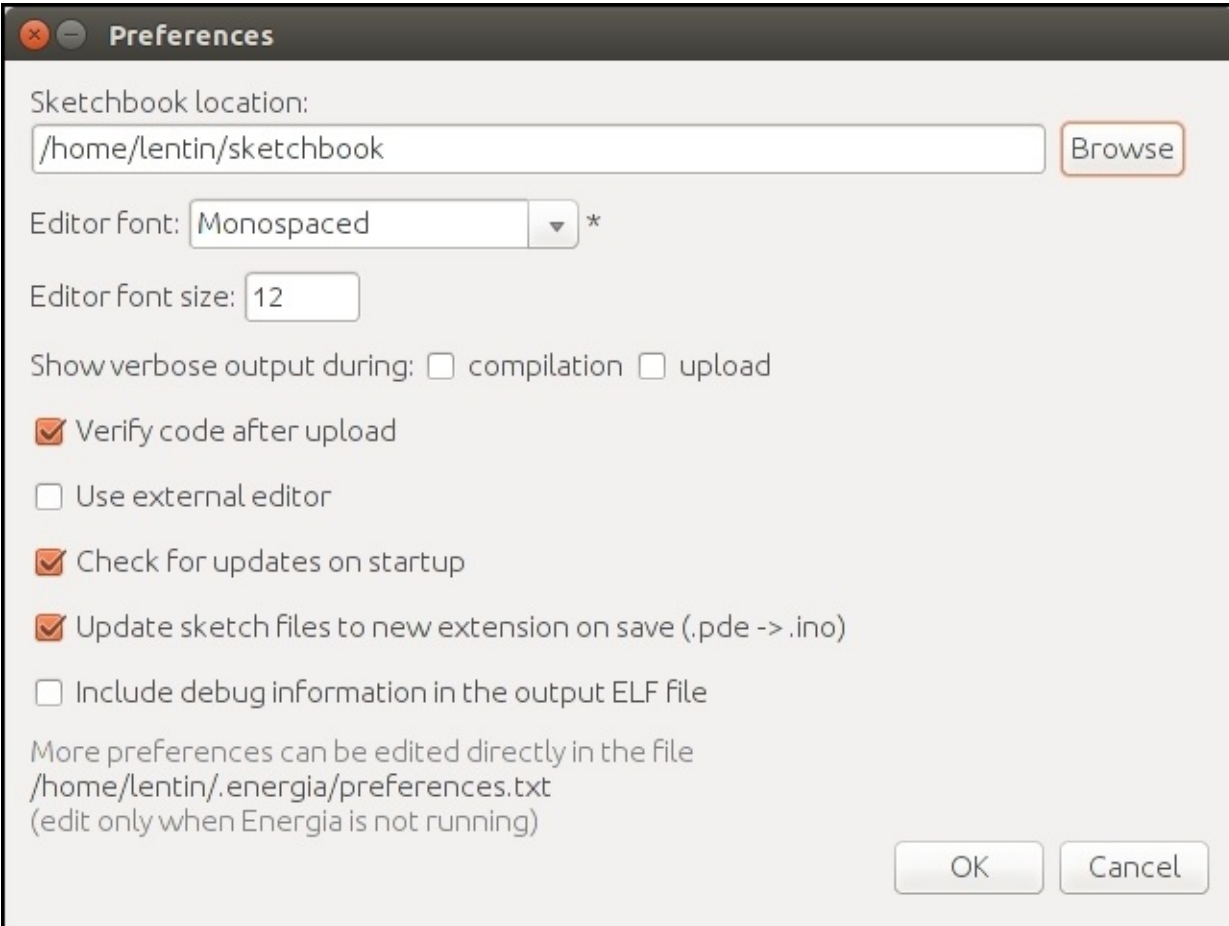 Preferences
Sketchbook location:
/home/lentin/sketchbook Browse
Editor font: Monospaced *
Editor font size: 12
Show verbose output during: compilation upload
Verify code after upload
Use external editor
Check for updates on startup
Update sketch files to new extension on save (.pde -> .ino)
Include debug information in the output ELF file
More preferences can be edited directly in the file
/home/lentin/.energia/preferences.txt
(edit only when Energia is not running)
OK Cancel